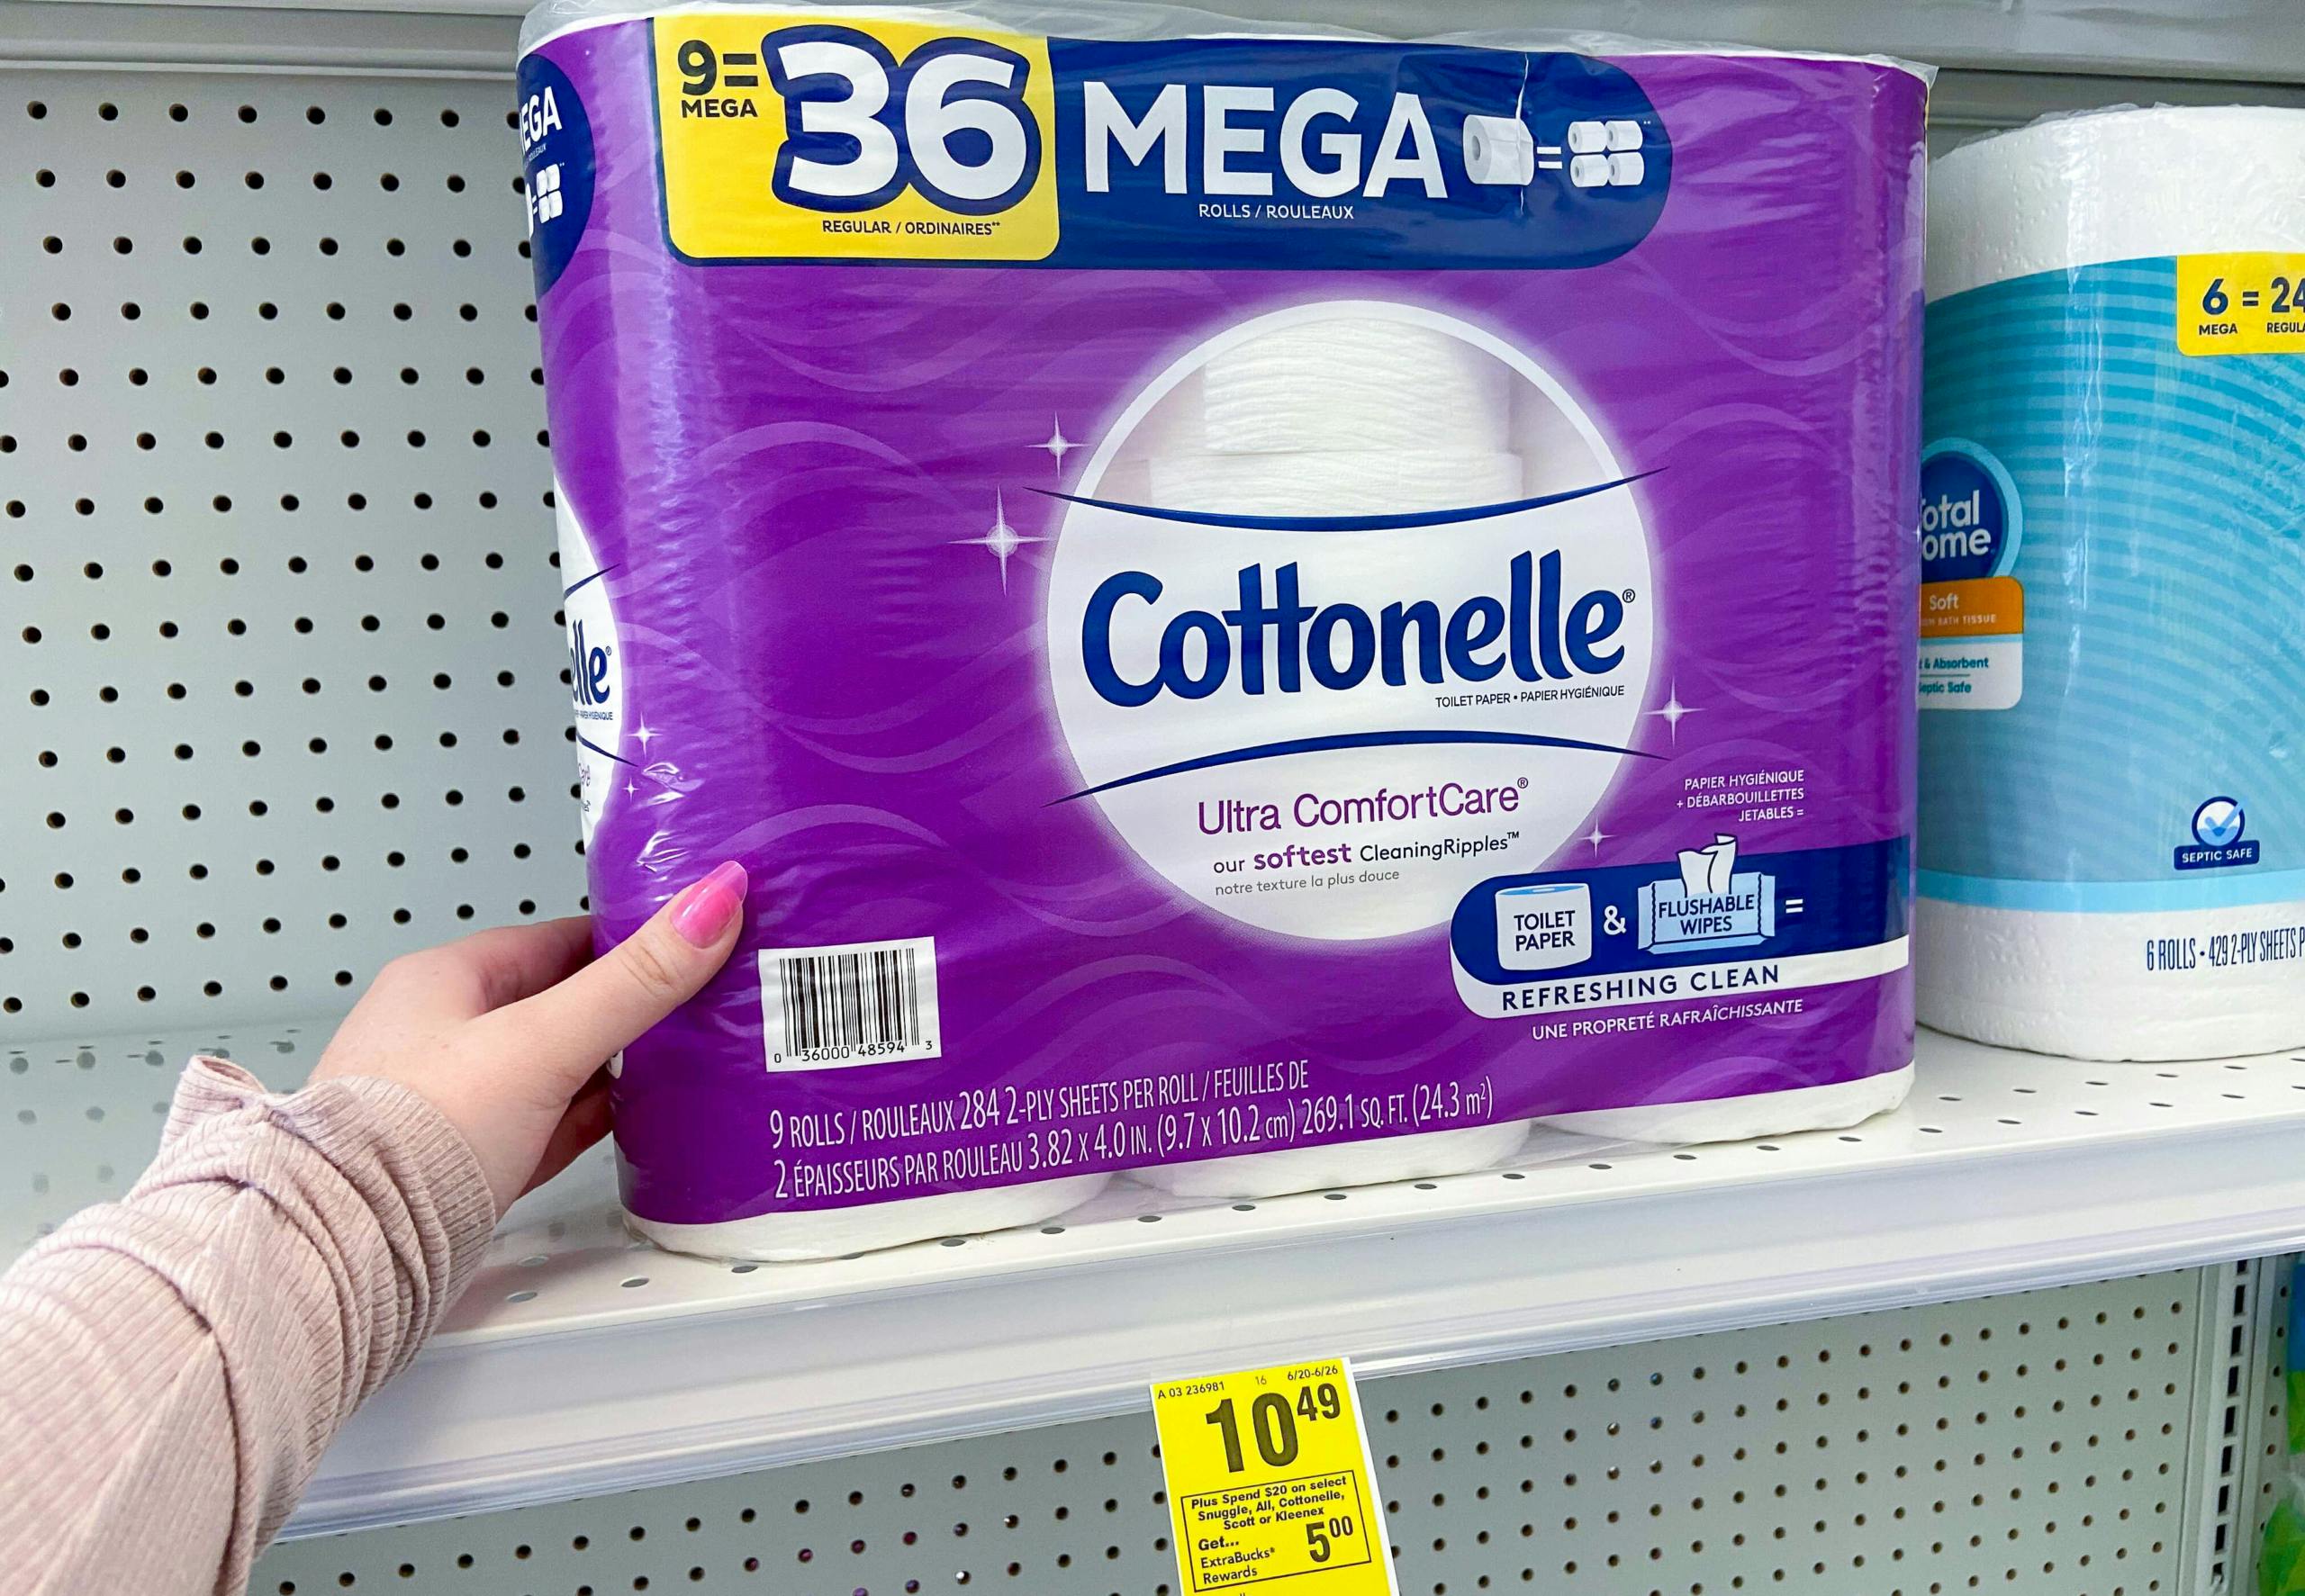 9=
MEGA
36
REGULAR / ORDINAIRES**
MEGA
ROLLS / ROULEAUX
=
Cottonelle®
TOILET PAPER • PAPIER HYGIÉNIQUE
Ultra ComfortCare®
our softest CleaningRipples™
notre texture la plus douce
PAPIER HYGIÉNIQUE
+ DÉBARBOUILLETTES
JETABLES =
TOILET
PAPER
&
FLUSHABLE
WIPES
=
REFRESHING CLEAN
UNE PROPRETÉ RAFRAÎCHISSANTE
0 36000 48594 3
9 ROLLS / ROULEAUX 284 2-PLY SHEETS PER ROLL / FEUILLES DE
2 ÉPAISSEURS PAR ROULEAU 3.82 X 4.0 IN. (9.7 X 10.2 cm) 269.1 SQ. FT. (24.3 m²)
6 = 24
MEGA
Soft
BATH TISSUE
& Absorbent
Septic Safe
SEPTIC SAFE
6 ROLLS • 429 2-PLY SHEETS
A 03 236981 16 6/20-6/26
10 49
Plus Spend $20 on select
Snuggle, All, Cottonelle,
Scott or Kleenex
Get...
ExtraBucks®
Rewards
5 00